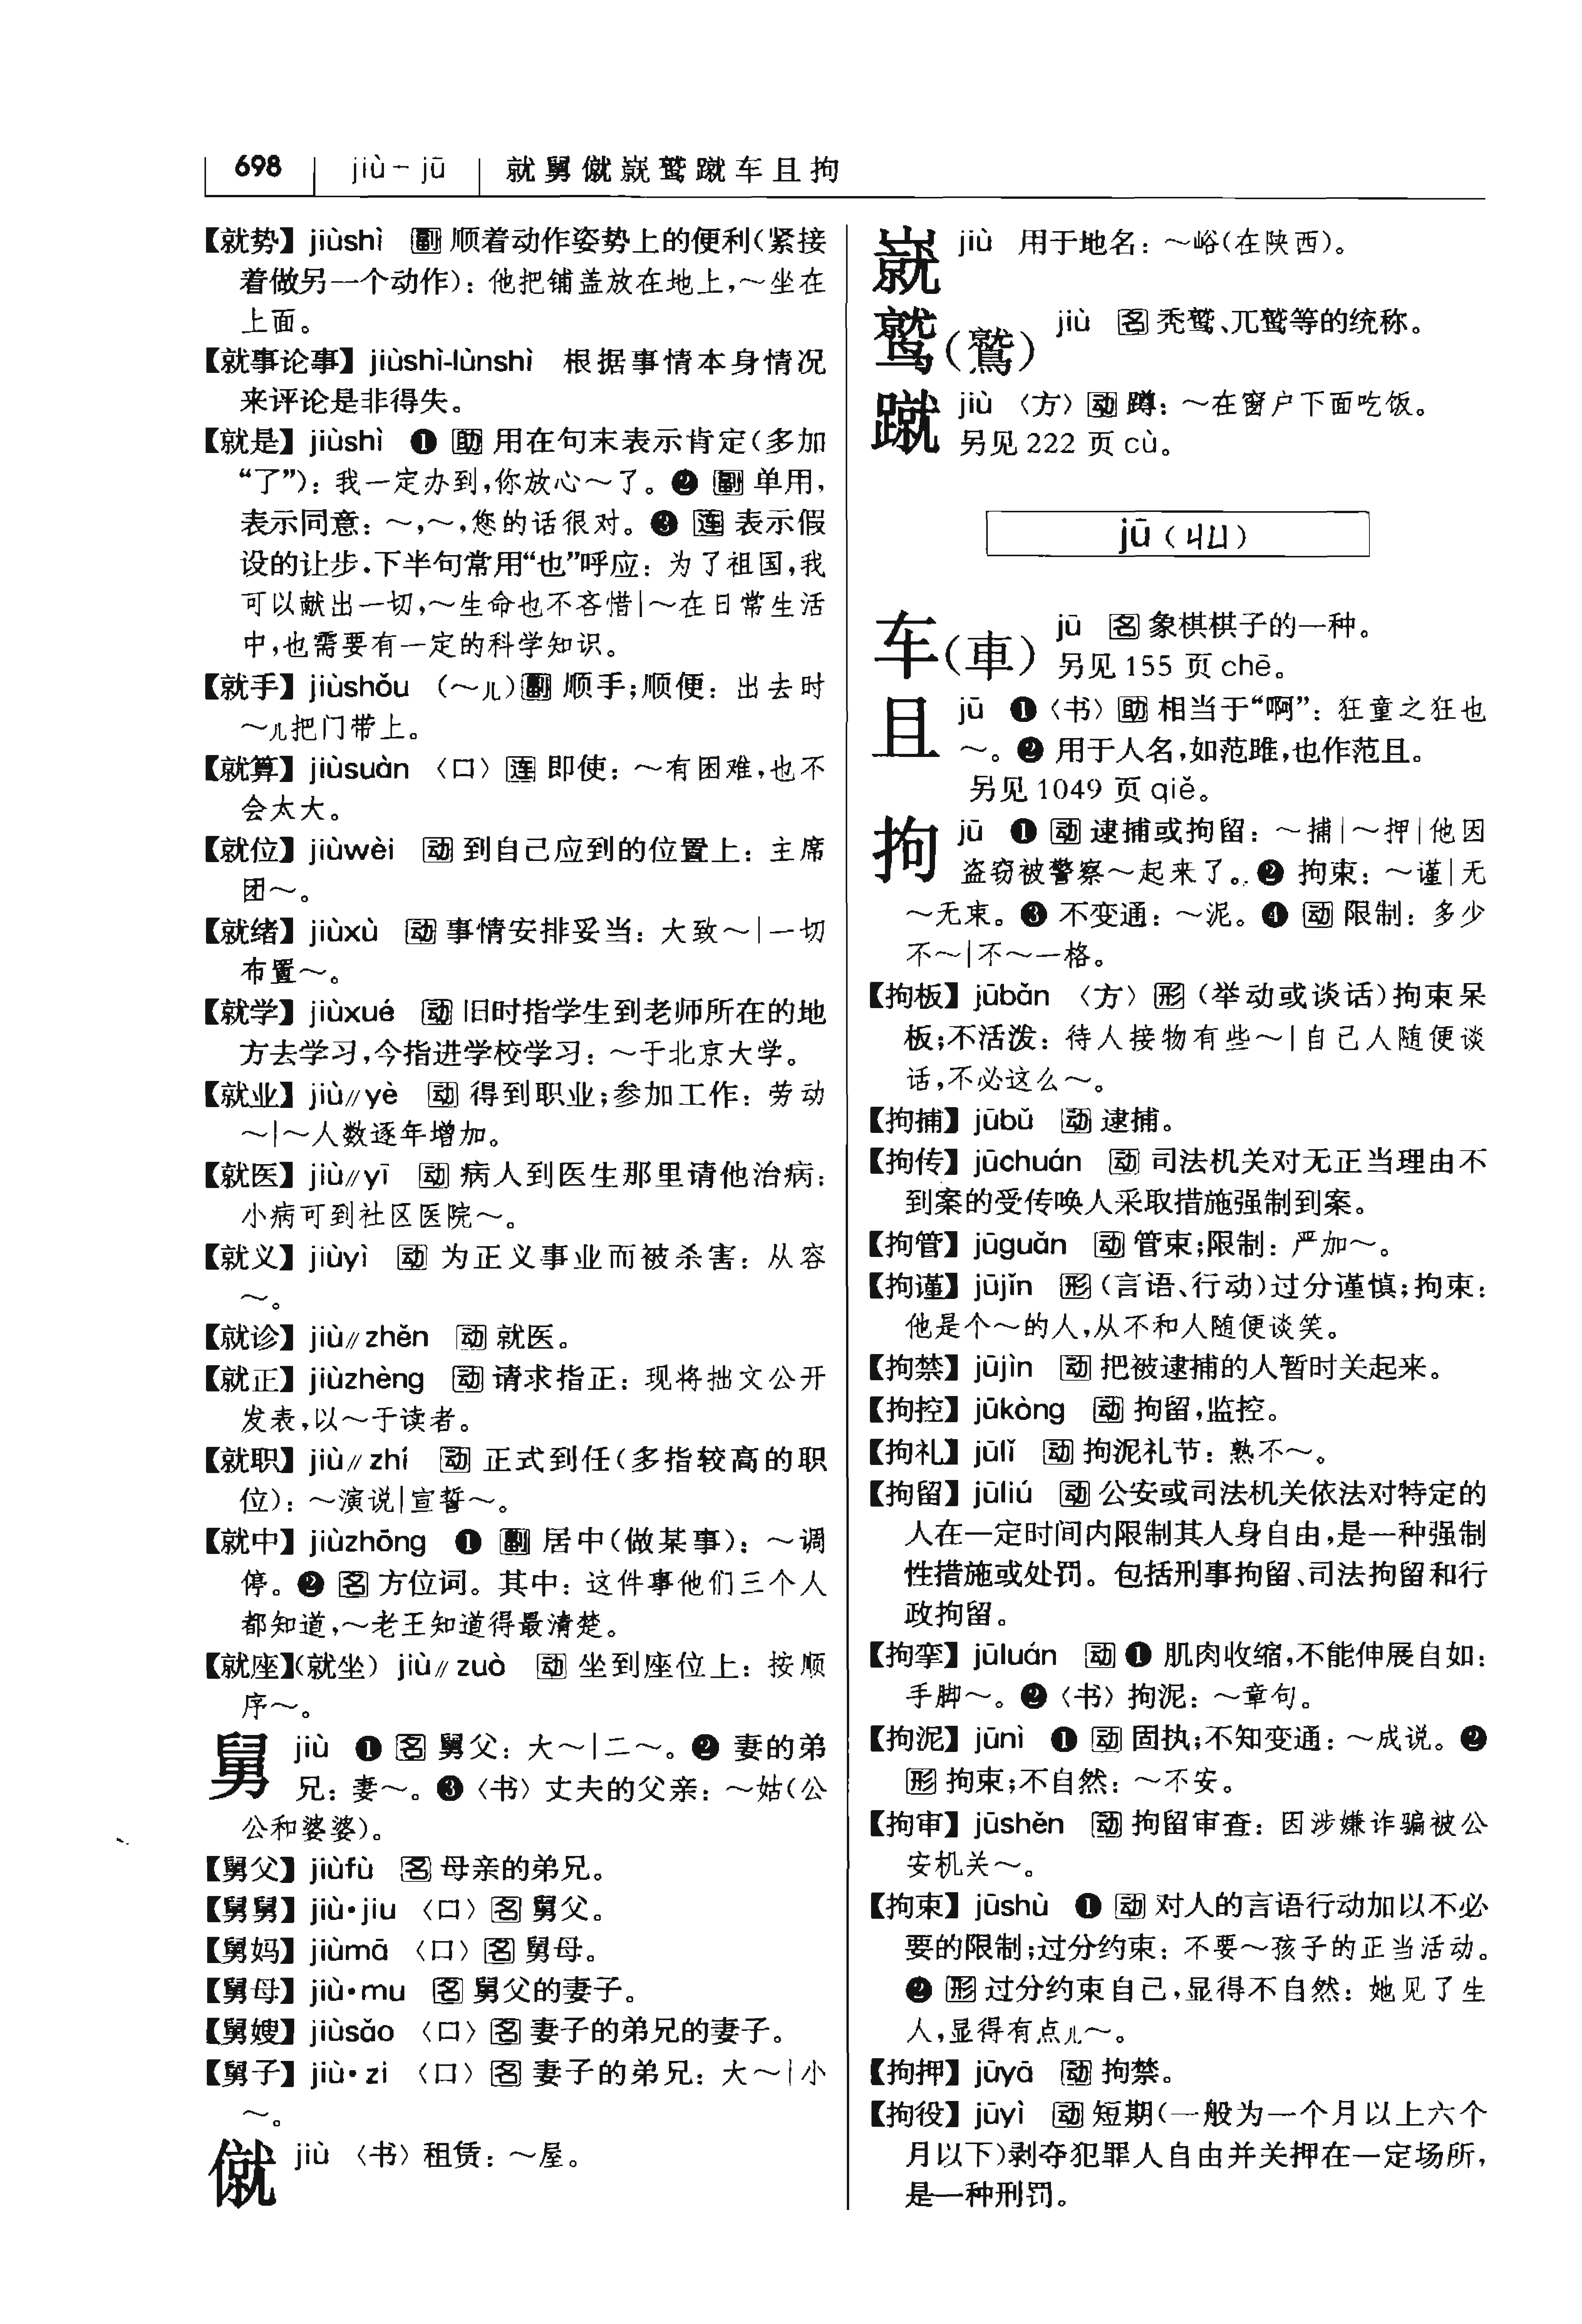 698 jiù－jū 就舅僦㠇鹫蹴车且拘
【就势】jiùshì 副 顺着动作姿势上的便利(紧接
着做另一个动作)：他把铺盖放在地上,～坐在
上面。
【就事论事】jiùshì-lùnshì 根据事情本身情况
来评论是非得失。
【就是】jiùshì ❶ 助 用在句末表示肯定(多加
“了”)：我一定办到,你放心～了。❷ 副 单用,
表示同意：～,～,您的话很对。❸ 连 表示假
设的让步,下半句常用“也”呼应：为了祖国,我
可以献出一切,～生命也不吝惜|～在日常生活
中,也需要有一定的科学知识。
【就手】jiùshǒu (～儿)副 顺手;顺便：出去时
～儿把门带上。
【就算】jiùsuàn 〈口〉连 即使：～有困难,也不
会太大。
【就位】jiùwèi 动 到自己应到的位置上：主席
团～。
【就绪】jiùxù 动 事情安排妥当：大致～|一切
布置～。
【就学】jiùxué 动 旧时指学生到老师所在的地
方去学习,今指进学校学习：～于北京大学。
【就业】jiù∥yè 动 得到职业;参加工作：劳动
～|～人数逐年增加。
【就医】jiù∥yī 动 病人到医生那里请他治病：
小病可到社区医院～。
【就义】jiùyì 动 为正义事业而被杀害：从容
～。
【就诊】jiù∥zhěn 动 就医。
【就正】jiùzhèng 动 请求指正：现将拙文公开
发表,以～于读者。
【就职】jiù∥zhí 动 正式到任(多指较高的职
位)：～演说|宣誓～。
【就中】jiùzhōng ❶ 副 居中(做某事)：～调
停。❷ 名 方位词。其中：这件事他们三个人
都知道,～老王知道得最清楚。
【就座】(就坐) jiù∥zuò 动 坐到座位上：按顺
序～。
舅 jiù ❶ 名 舅父：大～|二～。❷ 妻的弟
兄：妻～。❸〈书〉丈夫的父亲：～姑(公
公和婆婆)。
【舅父】jiùfù 名 母亲的弟兄。
【舅舅】jiù•jiu 〈口〉名 舅父。
【舅妈】jiùmā 〈口〉名 舅母。
【舅母】jiù•mu 名 舅父的妻子。
【舅嫂】jiùsǎo 〈口〉名 妻子的弟兄的妻子。
【舅子】jiù•zi 〈口〉名 妻子的弟兄：大～|小
～。
僦 jiù 〈书〉租赁：～屋。
㠇 jiù 用于地名：～峪(在陕西)。
鹫(鷲) jiù 名 秃鹫、兀鹫等的统称。
蹴 jiù 〈方〉动 蹲：～在窗户下面吃饭。
另见 222 页 cù。
jū (ㄐㄩ)
车(車) jū 名 象棋棋子的一种。
另见 155 页 chē。
且 jū ❶〈书〉助 相当于“啊”：狂童之狂也
～。❷ 用于人名,如范雎,也作范且。
另见 1049 页 qiě。
拘 jū ❶ 动 逮捕或拘留：～捕|～押|他因
盗窃被警察～起来了。❷ 拘束：～谨|无
～无束。❸ 不变通：～泥。❹ 动 限制：多少
不～|不～一格。
【拘板】jūbǎn 〈方〉形 (举动或谈话)拘束呆
板;不活泼：待人接物有些～|自己人随便谈
话,不必这么～。
【拘捕】jūbǔ 动 逮捕。
【拘传】jūchuán 动 司法机关对无正当理由不
到案的受传唤人采取措施强制到案。
【拘管】jūguǎn 动 管束;限制：严加～。
【拘谨】jūjǐn 形 (言语、行动)过分谨慎;拘束：
他是个～的人,从不和人随便谈笑。
【拘禁】jūjìn 动 把被逮捕的人暂时关起来。
【拘控】jūkòng 动 拘留,监控。
【拘礼】jūlǐ 动 拘泥礼节：熟不～。
【拘留】jūliú 动 公安或司法机关依法对特定的
人在一定时间内限制其人身自由,是一种强制
性措施或处罚。包括刑事拘留、司法拘留和行
政拘留。
【拘挛】jūluán 动 ❶ 肌肉收缩,不能伸展自如：
手脚～。❷〈书〉拘泥：～章句。
【拘泥】jūnì ❶ 动 固执;不知变通：～成说。❷
形 拘束;不自然：～不安。
【拘审】jūshěn 动 拘留审查：因涉嫌诈骗被公
安机关～。
【拘束】jūshù ❶ 动 对人的言语行动加以不必
要的限制;过分约束：不要～孩子的正当活动。
❷ 形 过分约束自己,显得不自然：她见了生
人,显得有点儿～。
【拘押】jūyā 动 拘禁。
【拘役】jūyì 动 短期(一般为一个月以上六个
月以下)剥夺犯罪人自由并关押在一定场所,
是一种刑罚。